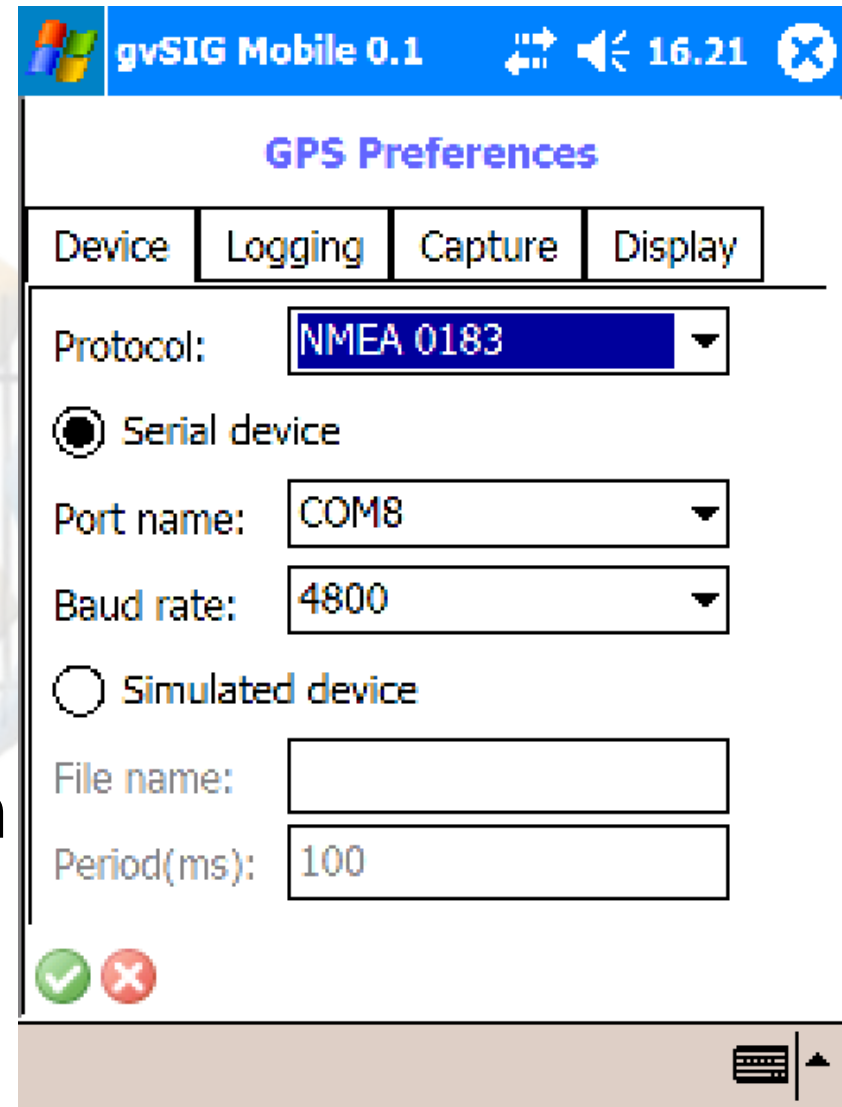 gvSIG Mobile 0.1 16.21
GPS Preferences
Device Logging Capture Display
Protocol: NMEA 0183
Serial device
Port name: COM8
Baud rate: 4800
Simulated device
File name:
Period(ms): 100